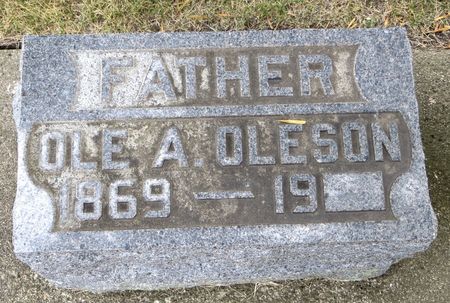 FATHER
OLE A. OLESON
1869 — 19